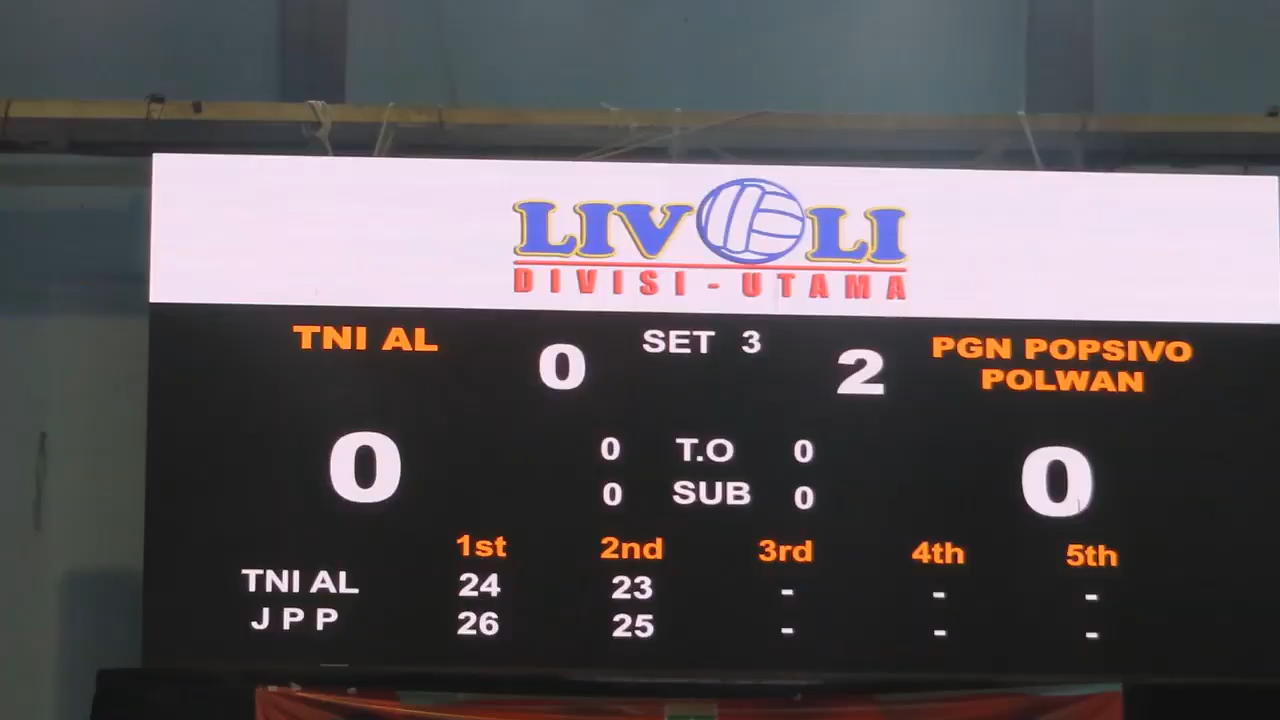 LIVOLI
DIVISI - UTAMA
TNI AL 0 SET 3 2 PGN POPSIVO
POLWAN
0 0 T.O 0 0
0 SUB 0
1st 2nd 3rd 4th 5th
TNI AL 24 23 - - -
J P P 26 25 - - -